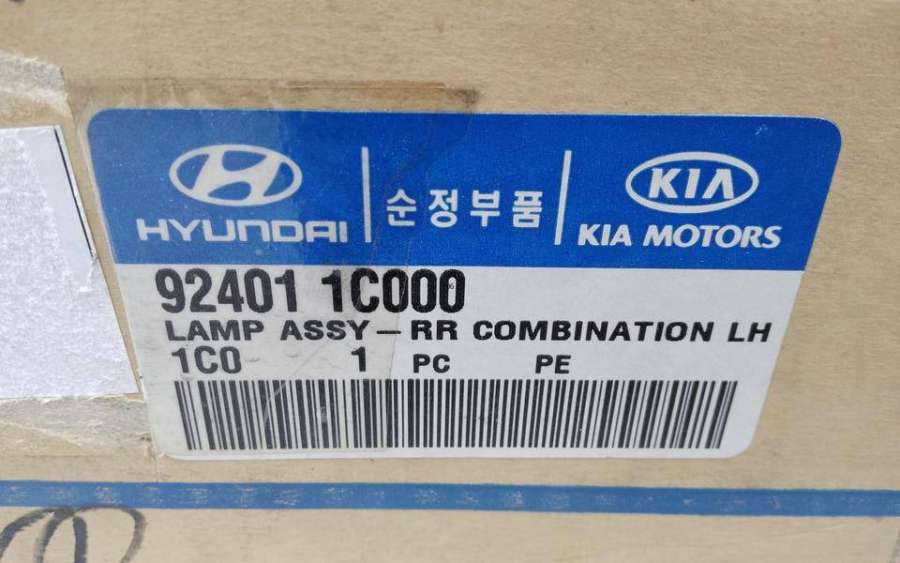 HYUNDAI
순정부품
KIA
KIA MOTORS
92401 1C000
LAMP ASSY - RR COMBINATION LH
1C0 1 PC PE